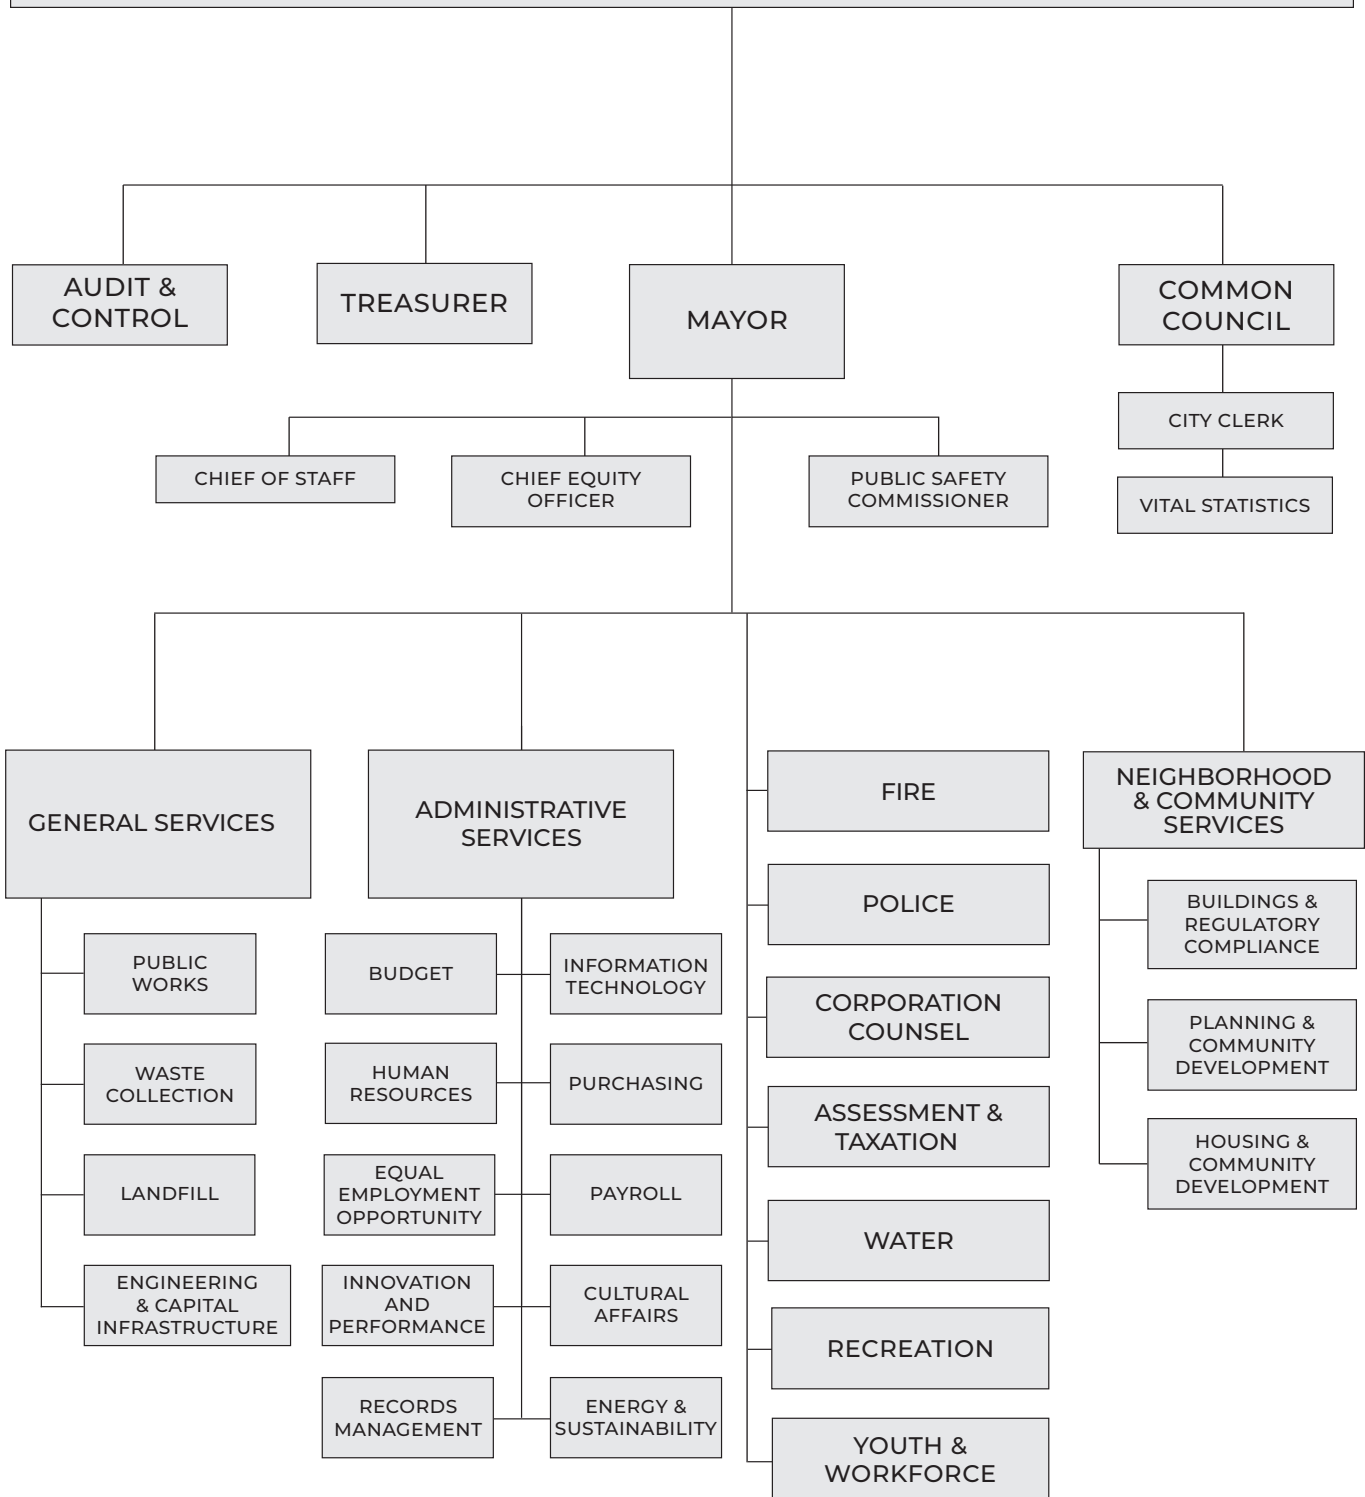 AUDIT &
CONTROL
TREASURER
MAYOR
COMMON
COUNCIL
CITY CLERK
VITAL STATISTICS
CHIEF OF STAFF
CHIEF EQUITY
OFFICER
PUBLIC SAFETY
COMMISSIONER
GENERAL SERVICES
PUBLIC
WORKS
WASTE
COLLECTION
LANDFILL
ENGINEERING
& CAPITAL
INFRASTRUCTURE
ADMINISTRATIVE
SERVICES
BUDGET
INFORMATION
TECHNOLOGY
HUMAN
RESOURCES
PURCHASING
EQUAL
EMPLOYMENT
OPPORTUNITY
PAYROLL
INNOVATION
AND
PERFORMANCE
CULTURAL
AFFAIRS
RECORDS
MANAGEMENT
ENERGY &
SUSTAINABILITY
FIRE
POLICE
CORPORATION
COUNSEL
ASSESSMENT &
TAXATION
WATER
RECREATION
YOUTH &
WORKFORCE
NEIGHBORHOOD
& COMMUNITY
SERVICES
BUILDINGS &
REGULATORY
COMPLIANCE
PLANNING &
COMMUNITY
DEVELOPMENT
HOUSING &
COMMUNITY
DEVELOPMENT